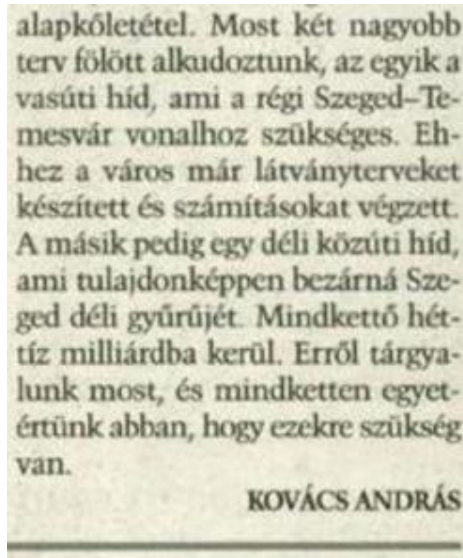 alapkőletétel. Most két nagyobb
terv fölött alkudoztunk, az egyik a
vasúti híd, ami a régi Szeged–Te-
mesvár vonalhoz szükséges. Eh-
hez a város már látványterveket
készített és számításokat végzett.
A másik pedig egy déli közúti híd,
ami tulajdonképpen bezárná Sze-
ged déli gyűrűjét. Mindkettő hét-
tíz milliárdba kerül. Erről tárgya-
lunk most, és mindketten egyet-
értünk abban, hogy ezekre szükség
van.
KOVÁCS ANDRÁS